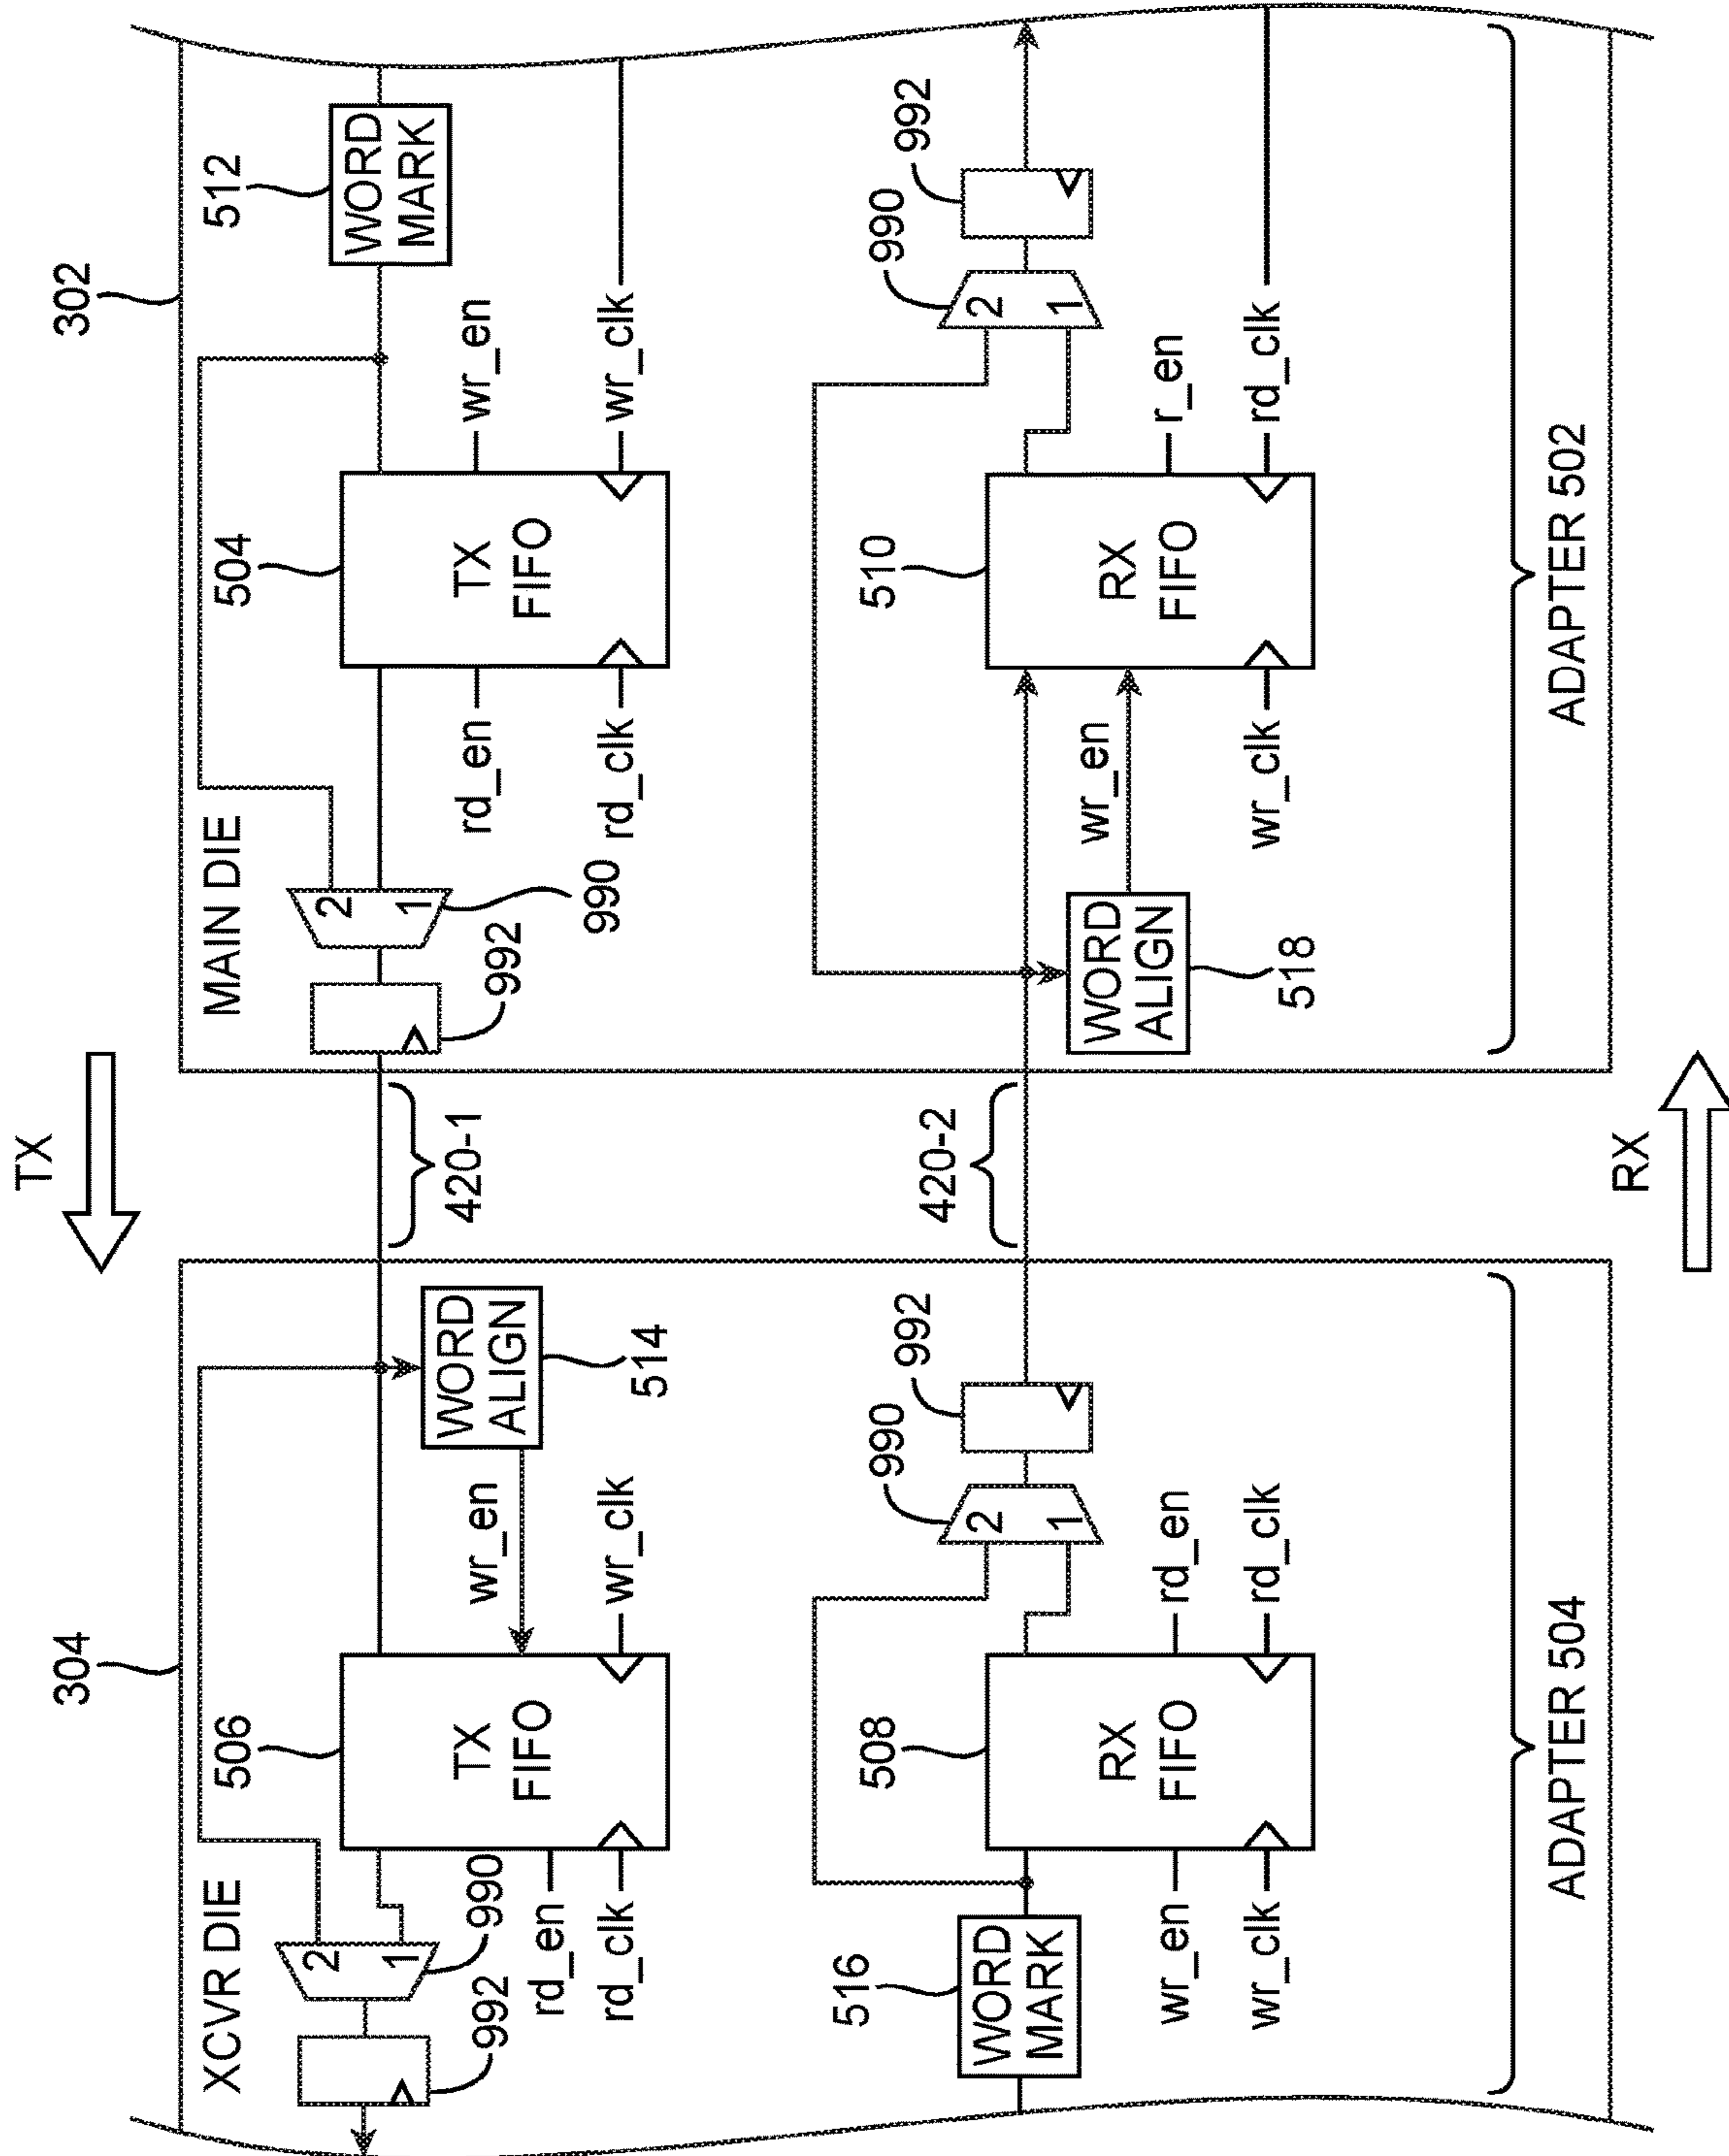 TX
304
XCVR DIE
506
TX
FIFO
2
1
990
992
rd_en
rd_clk
wr_en
wr_clk
WORD
ALIGN
514
420-1
302
MAIN DIE
504
TX
FIFO
2
1
990
992
rd_en
rd_clk
wr_en
wr_clk
512
WORD
MARK
516
WORD
MARK
508
RX
FIFO
wr_en
wr_clk
rd_en
rd_clk
990
2
1
992
ADAPTER 504
420-2
WORD
ALIGN
518
wr_en
wr_clk
510
RX
FIFO
r_en
rd_clk
990
2
1
992
ADAPTER 502
RX